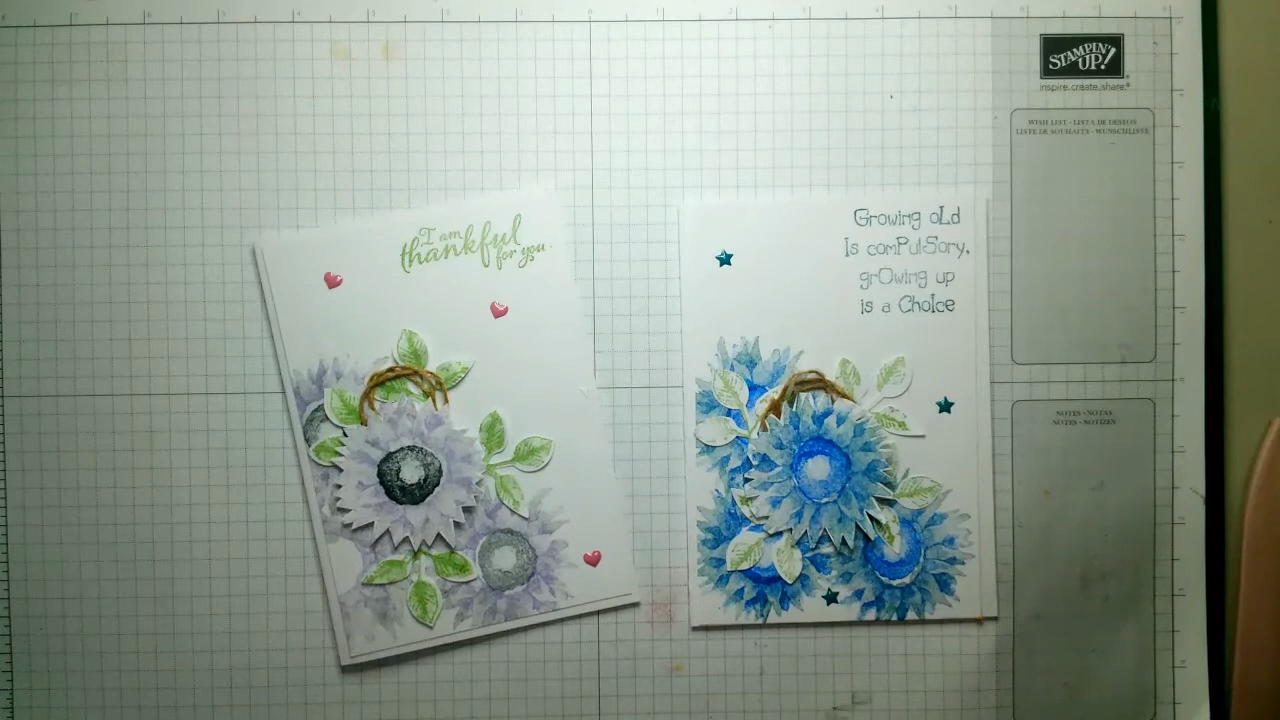 STAMPIN' UP!
inspire.create.share.®
WISH LIST • LISTA DE DESEOS
LISTE DE SOUHAITS • WUNSCHLISTE
I am
thankful
for you.
Growing oLd
Is comPulSory,
grOwing up
is a ChoIce
NOTES • NOTAS
NOTES • NOTIZEN